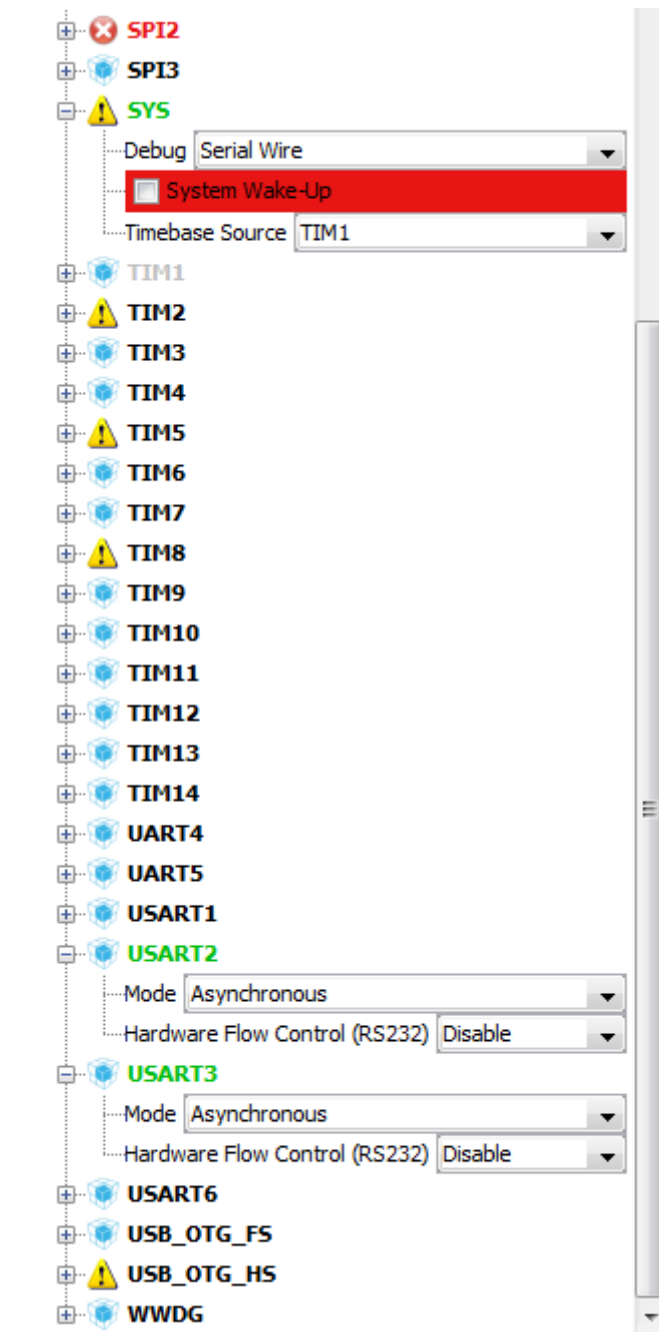 SPI2
SPI3
SYS
Debug Serial Wire
System Wake-Up
Timebase Source TIM1
TIM1
TIM2
TIM3
TIM4
TIM5
TIM6
TIM7
TIM8
TIM9
TIM10
TIM11
TIM12
TIM13
TIM14
UART4
UART5
USART1
USART2
Mode Asynchronous
Hardware Flow Control (RS232) Disable
USART3
Mode Asynchronous
Hardware Flow Control (RS232) Disable
USART6
USB_OTG_FS
USB_OTG_HS
WWDG